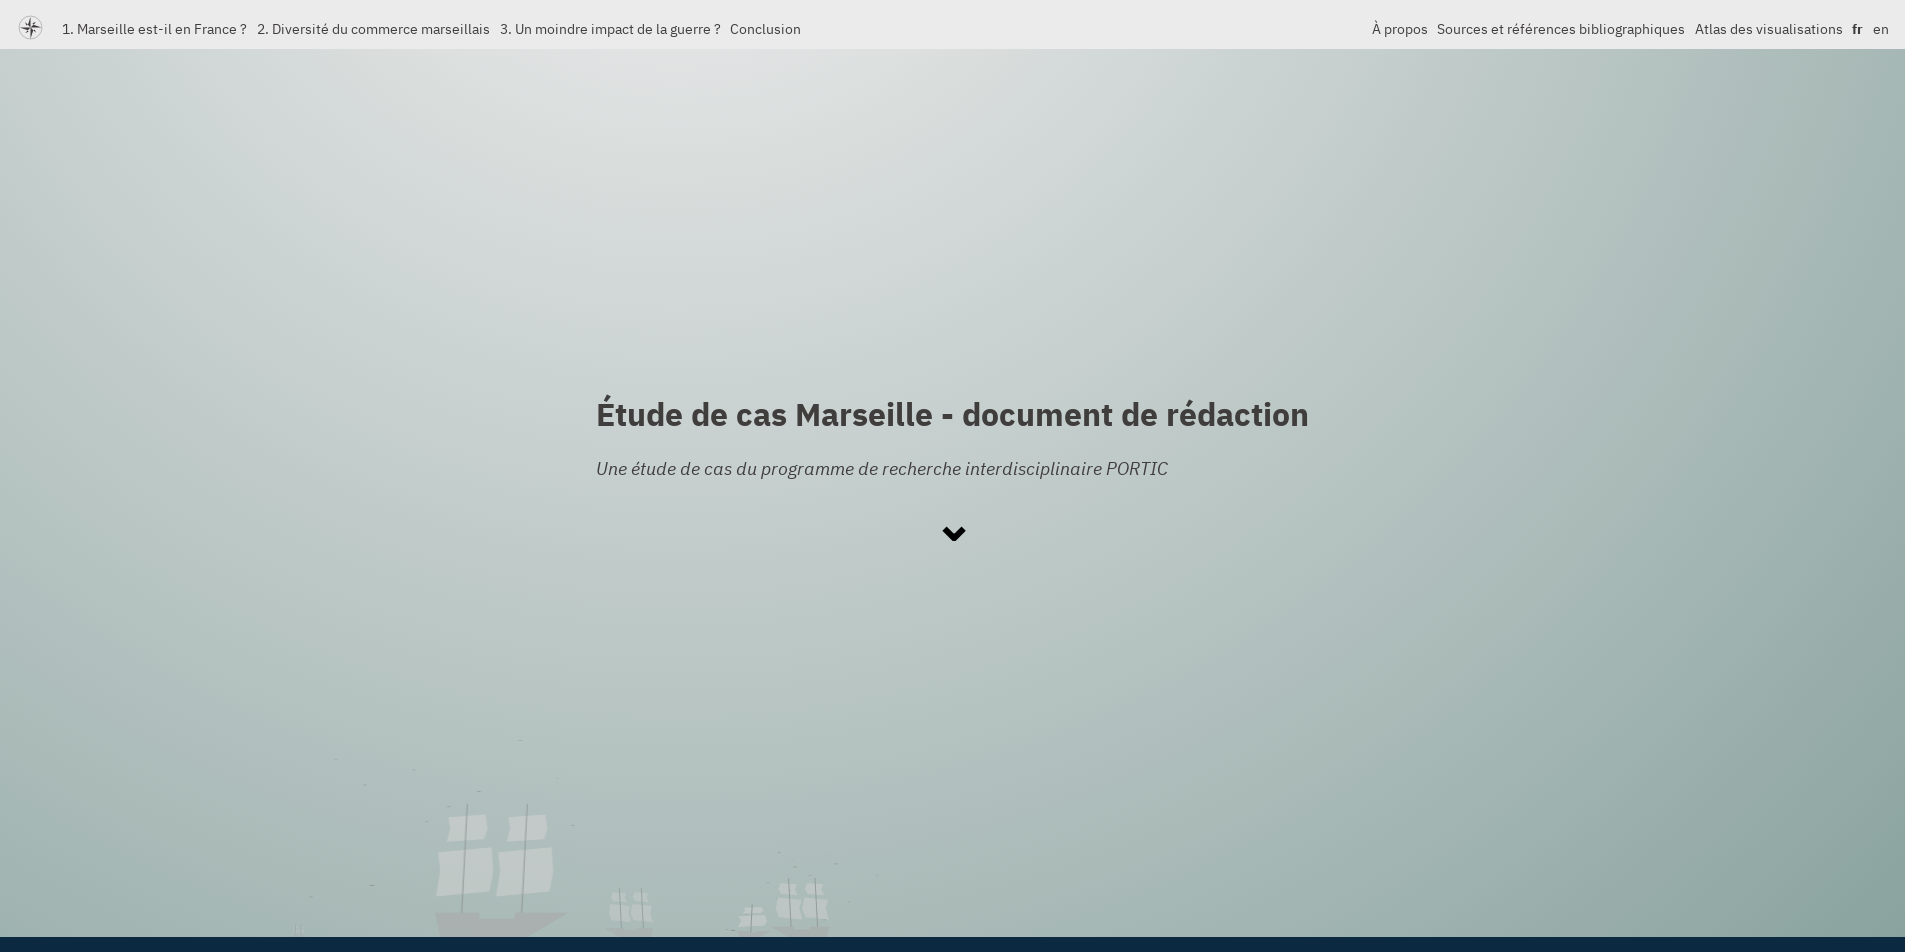 1. Marseille est-il en France ? 2. Diversité du commerce marseillais 3. Un moindre impact de la guerre ? Conclusion À propos Sources et références bibliographiques Atlas des visualisations fr en
Étude de cas Marseille - document de rédaction
Une étude de cas du programme de recherche interdisciplinaire PORTIC